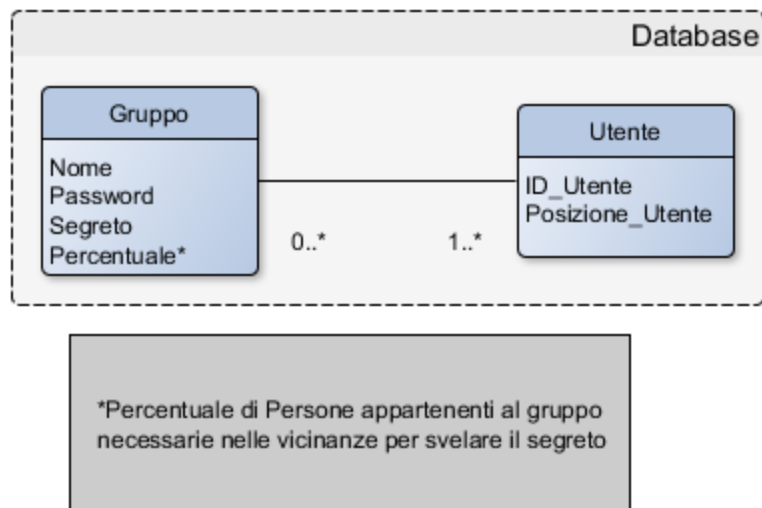 Database
Gruppo
Nome
Password
Segreto
Percentuale*
Utente
ID_Utente
Posizione_Utente
0..*
1..*
*Percentuale di Persone appartenenti al gruppo
necessarie nelle vicinanze per svelare il segreto